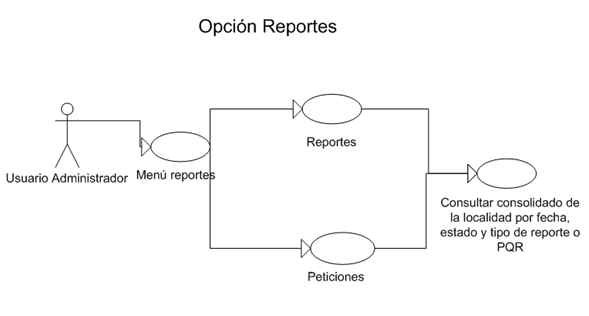 Opción Reportes
Reportes
Usuario Administrador
Menú reportes
Consultar consolidado de
la localidad por fecha,
estado y tipo de reporte o
PQR
Peticiones